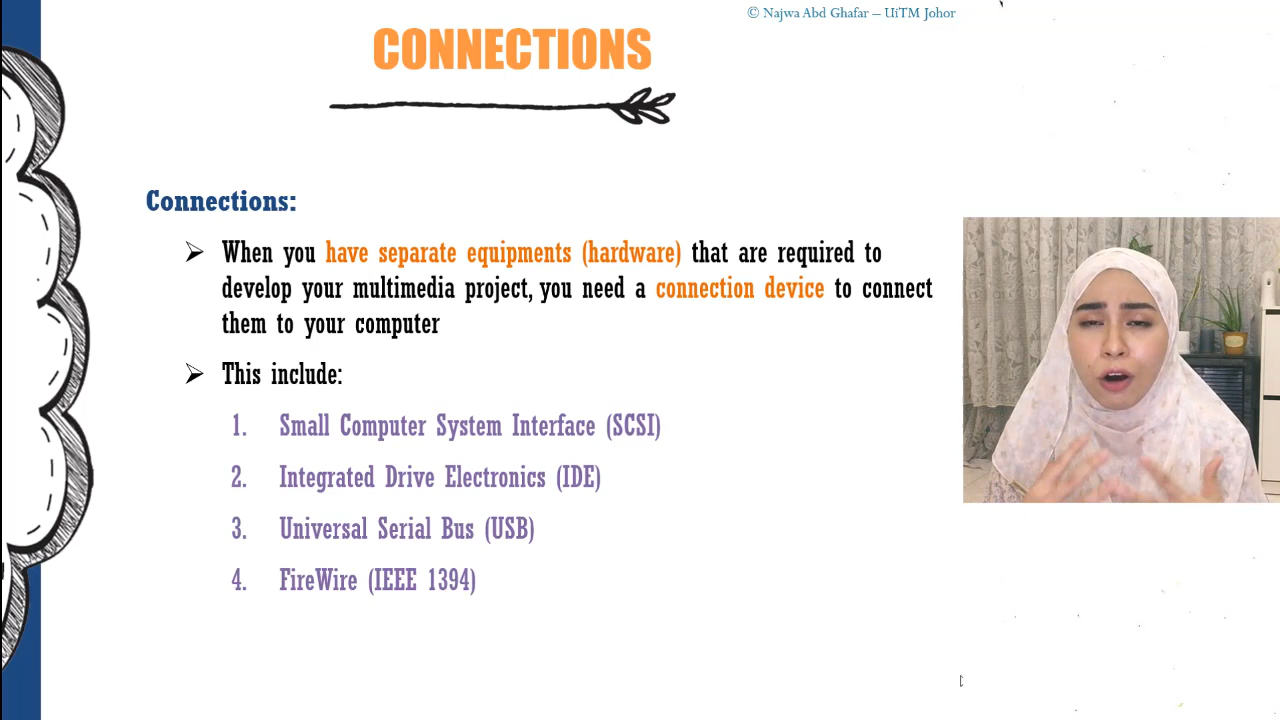 © Najwa Abd Ghafar – UiTM Johor
CONNECTIONS
Connections:
When you have separate equipments (hardware) that are required to
develop your multimedia project, you need a connection device to connect
them to your computer
This include:
1. Small Computer System Interface (SCSI)
2. Integrated Drive Electronics (IDE)
3. Universal Serial Bus (USB)
4. FireWire (IEEE 1394)